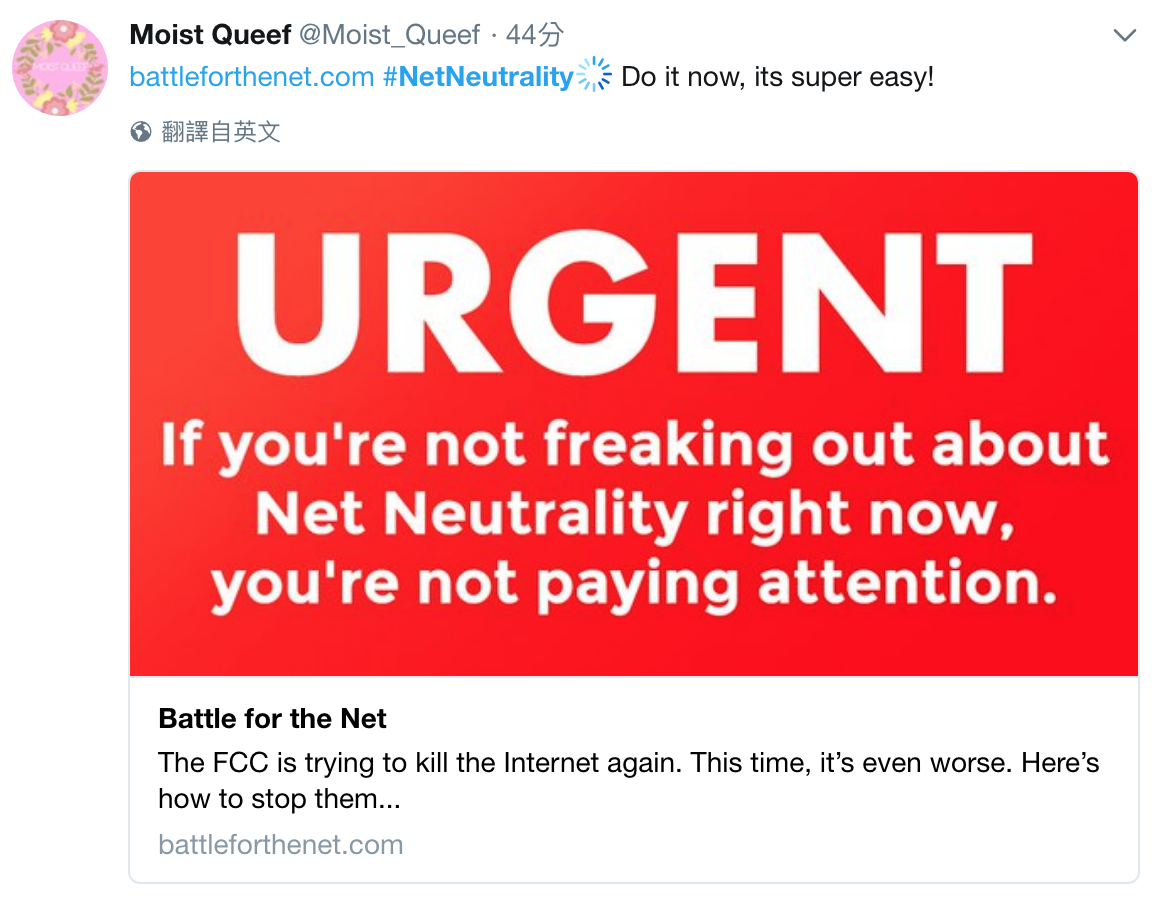 Moist Queef @Moist_Queef · 44分
battleforthenet.com #NetNeutrality Do it now, its super easy!
翻譯自英文
MOIST QUEEF
URGENT
If you're not freaking out about
Net Neutrality right now,
you're not paying attention.
Battle for the Net
The FCC is trying to kill the Internet again. This time, it’s even worse. Here’s
how to stop them...
battleforthenet.com